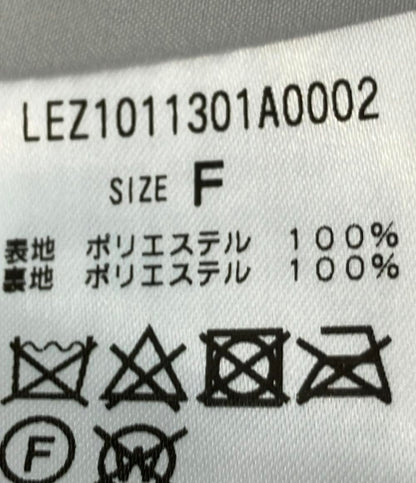 LEZ1011301A0002
SIZE F
表地 ポリエステル 100%
裏地 ポリエステル 100%
F
W